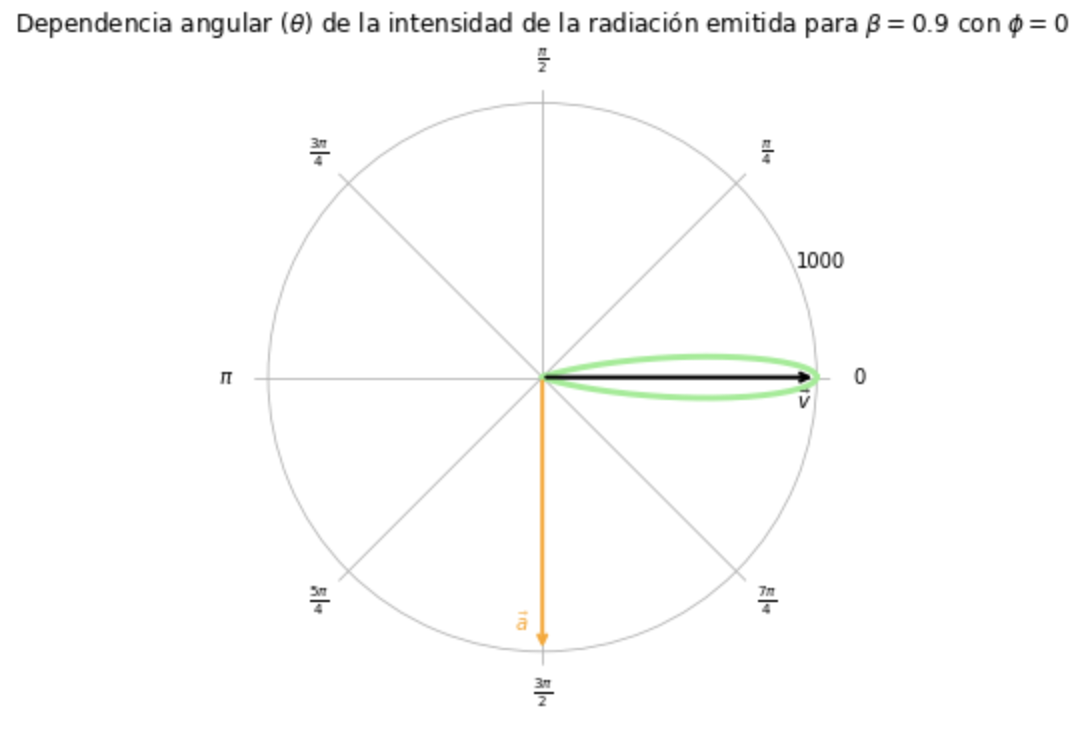 Dependencia angular (θ) de la intensidad de la radiación emitida para β = 0.9 con ϕ = 0
π/2
3π/4
π/4
1000
π
0
v⃗
5π/4
7π/4
a⃗
3π/2